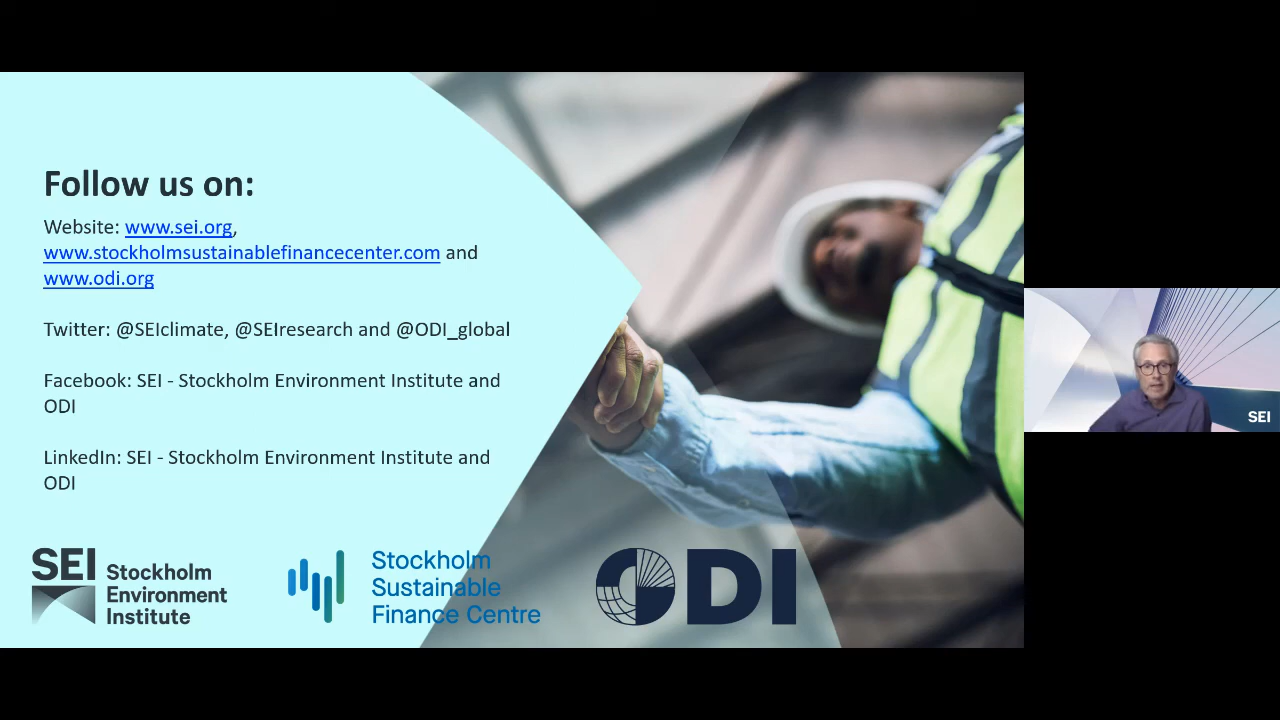 Follow us on:
Website: www.sei.org,
www.stockholmsustainablefinancecenter.com and
www.odi.org
Twitter: @SEIclimate, @SEIresearch and @ODI_global
Facebook: SEI - Stockholm Environment Institute and
ODI
LinkedIn: SEI - Stockholm Environment Institute and
ODI
SEI Stockholm
Environment
Institute
Stockholm
Sustainable
Finance Centre
ODI
SEI